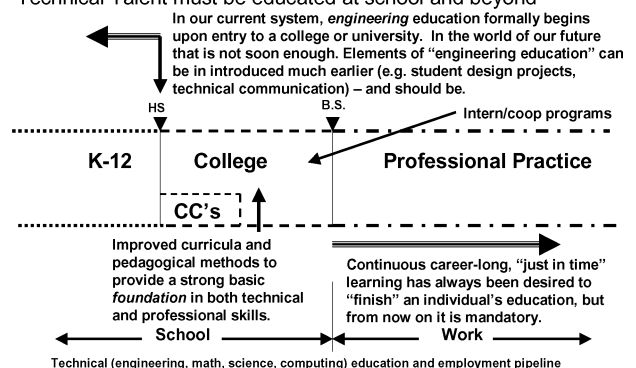 Technical Talent must be educated at school and beyond
In our current system, engineering education formally begins
upon entry to a college or university.  In the world of our future
that is not soon enough.  Elements of “engineering education” can
be in introduced much earlier (e.g. student design projects,
technical communication) – and should be.
HS
B.S.
Intern/coop programs
K-12
College
Professional Practice
CC's
Improved curricula and
pedagogical methods to
provide a strong basic
foundation in both technical
and professional skills.
Continuous career-long, “just in time”
learning has always been desired to
“finish” an individual's education, but
from now on it is mandatory.
School
Work
Technical (engineering, math, science, computing) education and employment pipeline